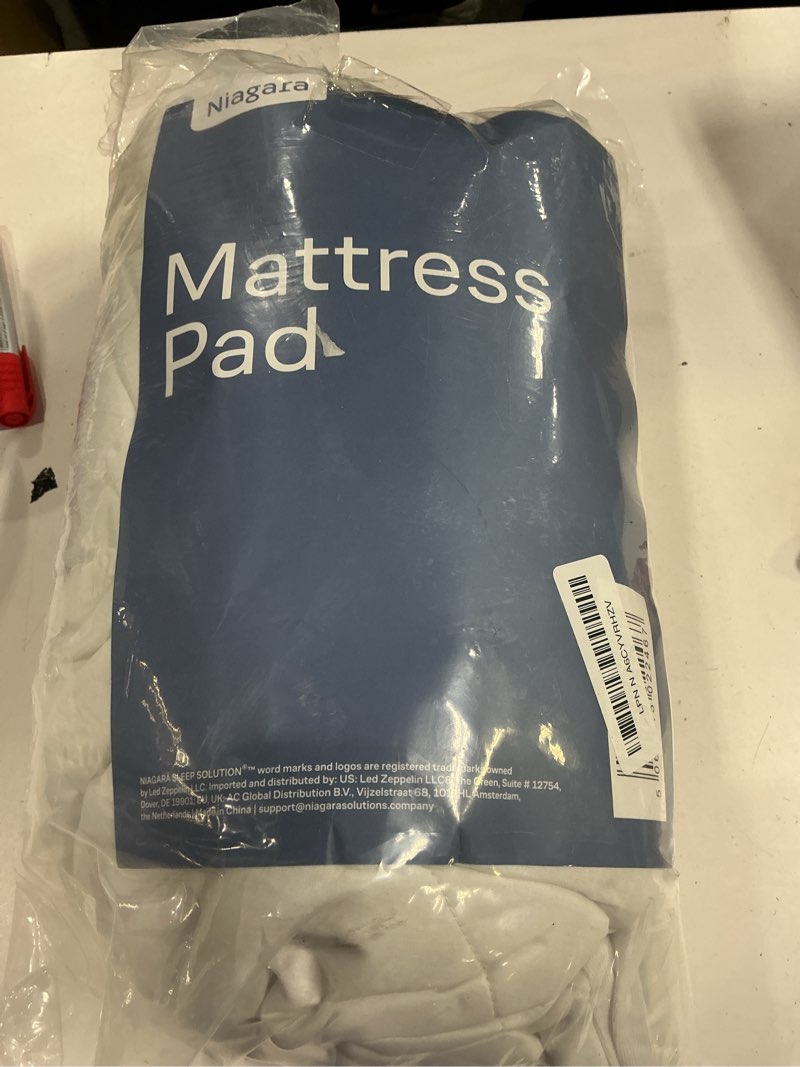 Niagara
Mattress
Pad
LPN N A6CYVRHZV
NIAGARA SLEEP SOLUTION®™ word marks and logos are registered trademarks owned
by Led Zeppelin LLC. Imported and distributed by: US: Led Zeppelin LLC The Green, Suite # 12754,
Dover, DE 19901; EU, UK: AC Global Distribution B.V., Vijzelstraat 68, HL Amsterdam,
the Netherlands | Made in China | support@niagarasolutions.company